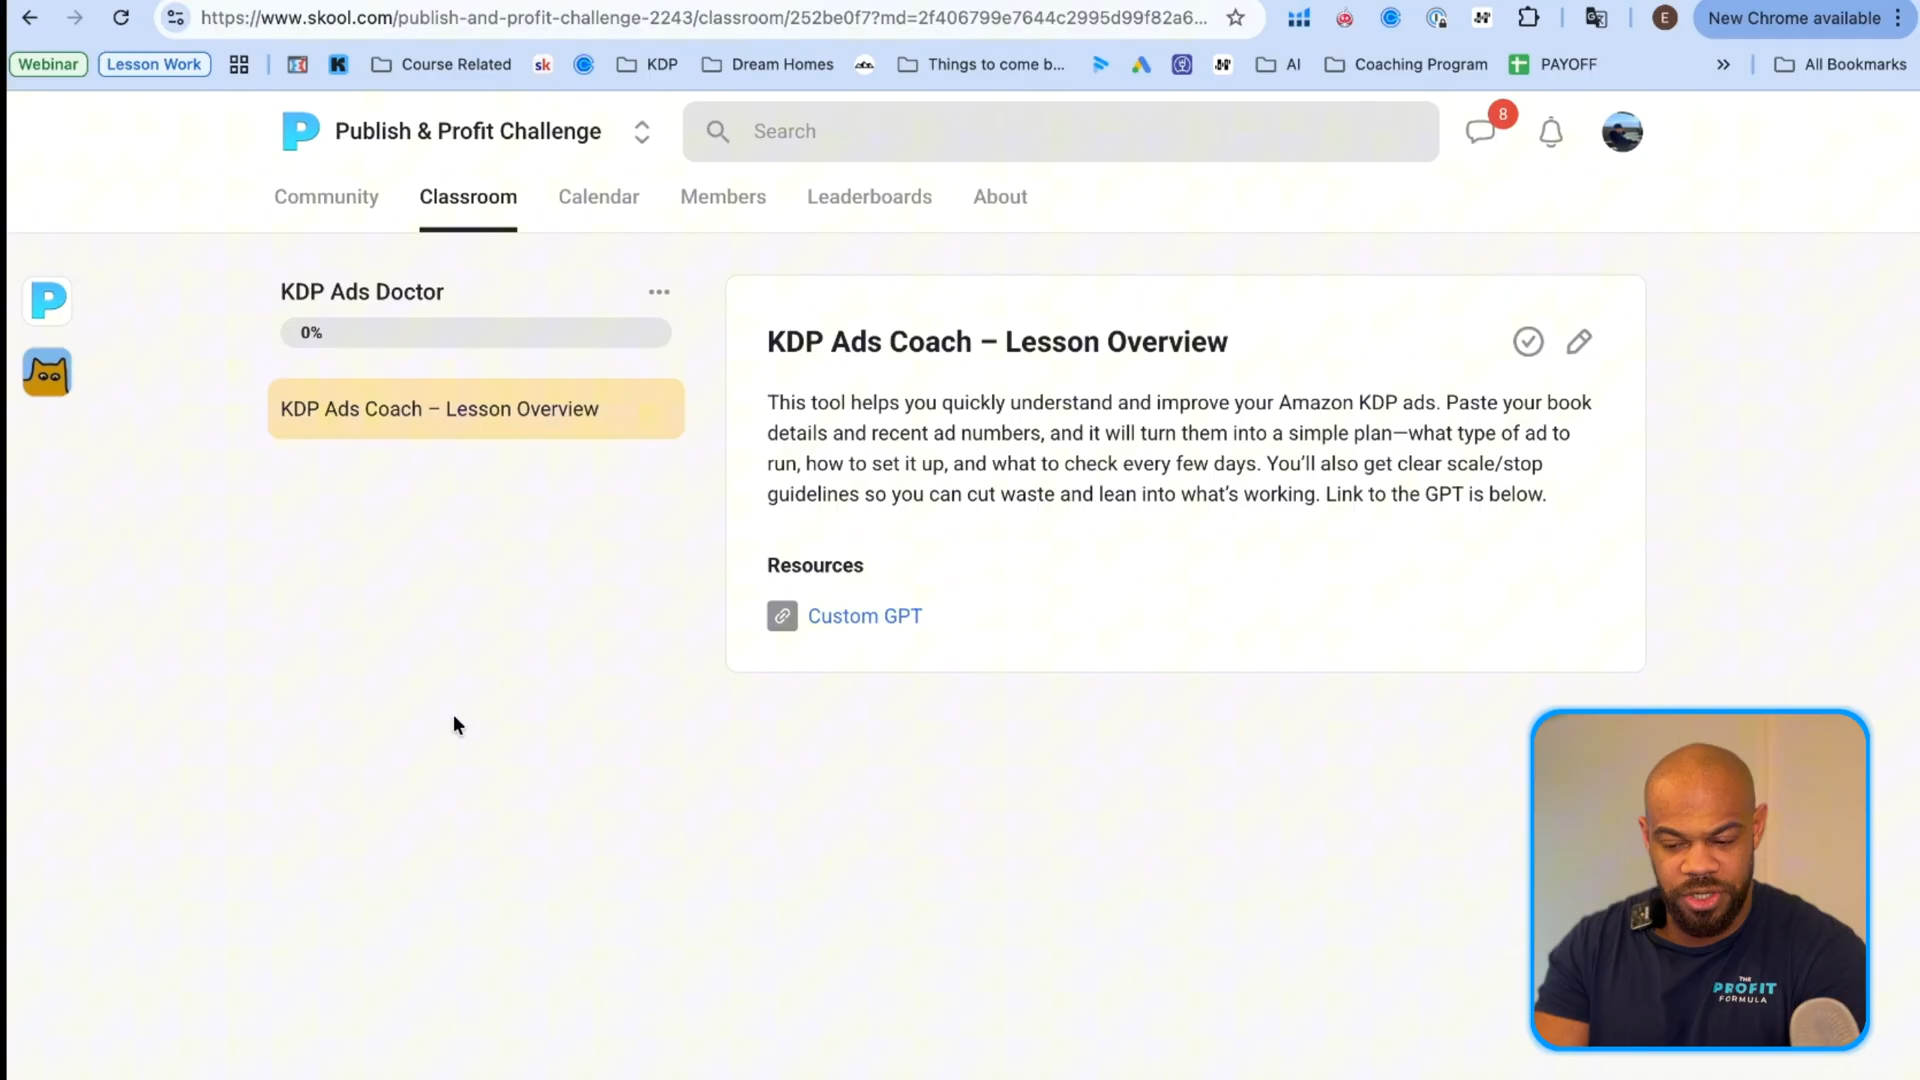 https://www.skool.com/publish-and-profit-challenge-2243/classroom/252be0f7?md=2f406799e7644c2995d99f82a6...
E
New Chrome available
Webinar
Lesson Work
Course Related
sk
KDP
Dream Homes
Things to come b...
AI
Coaching Program
PAYOFF
All Bookmarks
P
Publish & Profit Challenge
Search
8
Community
Classroom
Calendar
Members
Leaderboards
About
P
KDP Ads Doctor
0%
KDP Ads Coach – Lesson Overview
KDP Ads Coach – Lesson Overview
This tool helps you quickly understand and improve your Amazon KDP ads. Paste your book
details and recent ad numbers, and it will turn them into a simple plan—what type of ad to
run, how to set it up, and what to check every few days. You’ll also get clear scale/stop
guidelines so you can cut waste and lean into what’s working. Link to the GPT is below.
Resources
Custom GPT
THE
PROFIT
FORMULA